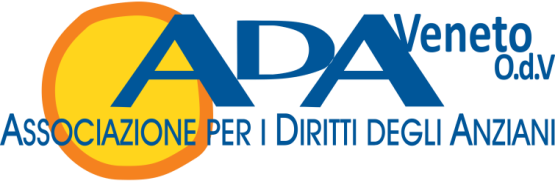 ADA Veneto
O.d.V
ASSOCIAZIONE PER I DIRITTI DEGLI ANZIANI